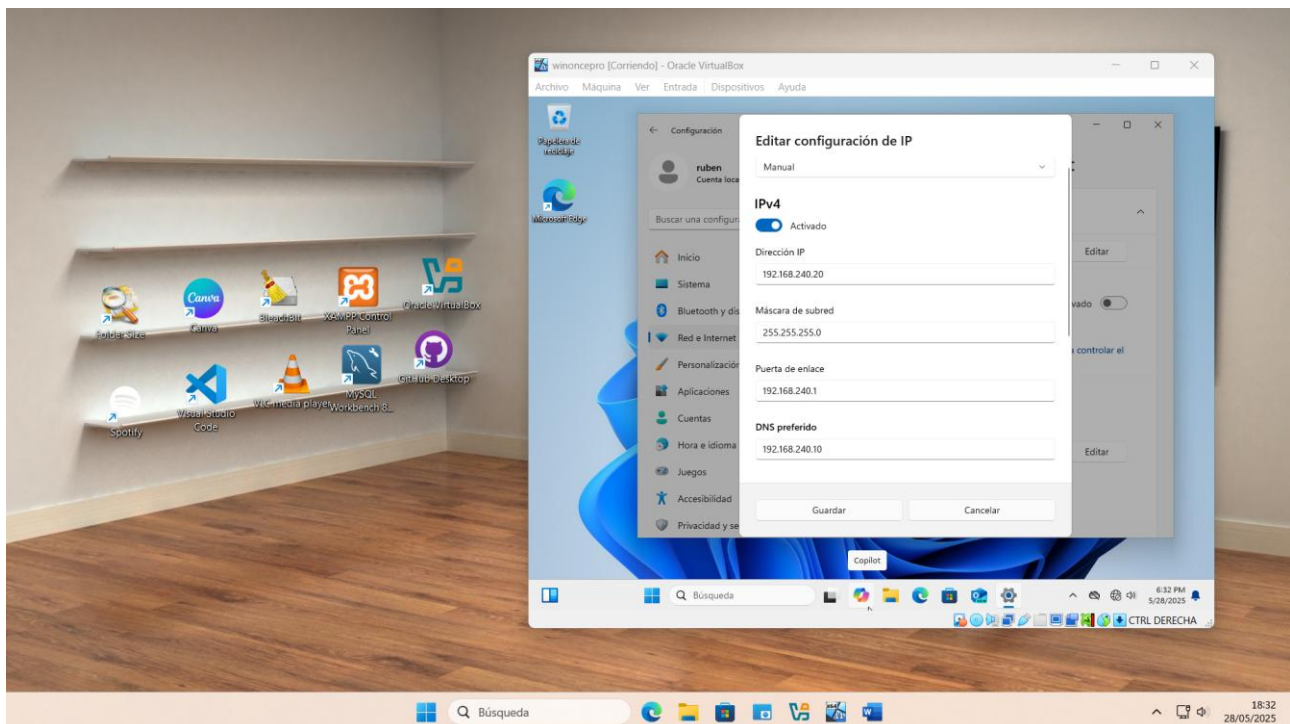 winoncepro [Corriendo] - Oracle VirtualBox
Archivo Máquina Ver Entrada Dispositivos Ayuda
Papelera de
reciclaje
Microsoft Edge
Configuración
ruben
Cuenta loca
Buscar una configura
Inicio
Sistema
Bluetooth y dis
Red e Internet
Personalización
Aplicaciones
Cuentas
Hora e idioma
Juegos
Accesibilidad
Privacidad y se
Editar configuración de IP
Manual
IPv4
Activado
Dirección IP
192.168.240.20
Máscara de subred
255.255.255.0
Puerta de enlace
192.168.240.1
DNS preferido
192.168.240.10
Guardar Cancelar
Editar
vado
controlar el
Editar
Copilot
Búsqueda
6:32 PM
5/28/2025
CTRL DERECHA
Folder Size
Canva
Canva
BleachBit
XAMPP Control
Panel
Oracle VirtualBox
Spotify
Visual Studio
Code
VLC media player
MySQL
Workbench 8...
GitHub Desktop
Búsqueda
18:32
28/05/2025